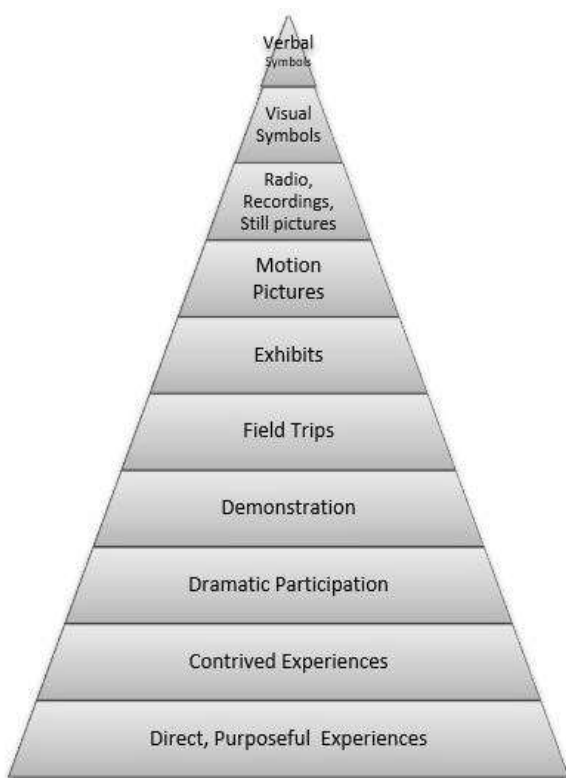 Verbal
Symbols
Visual
Symbols
Radio,
Recordings,
Still pictures
Motion
Pictures
Exhibits
Field Trips
Demonstration
Dramatic Participation
Contrived Experiences
Direct, Purposeful Experiences